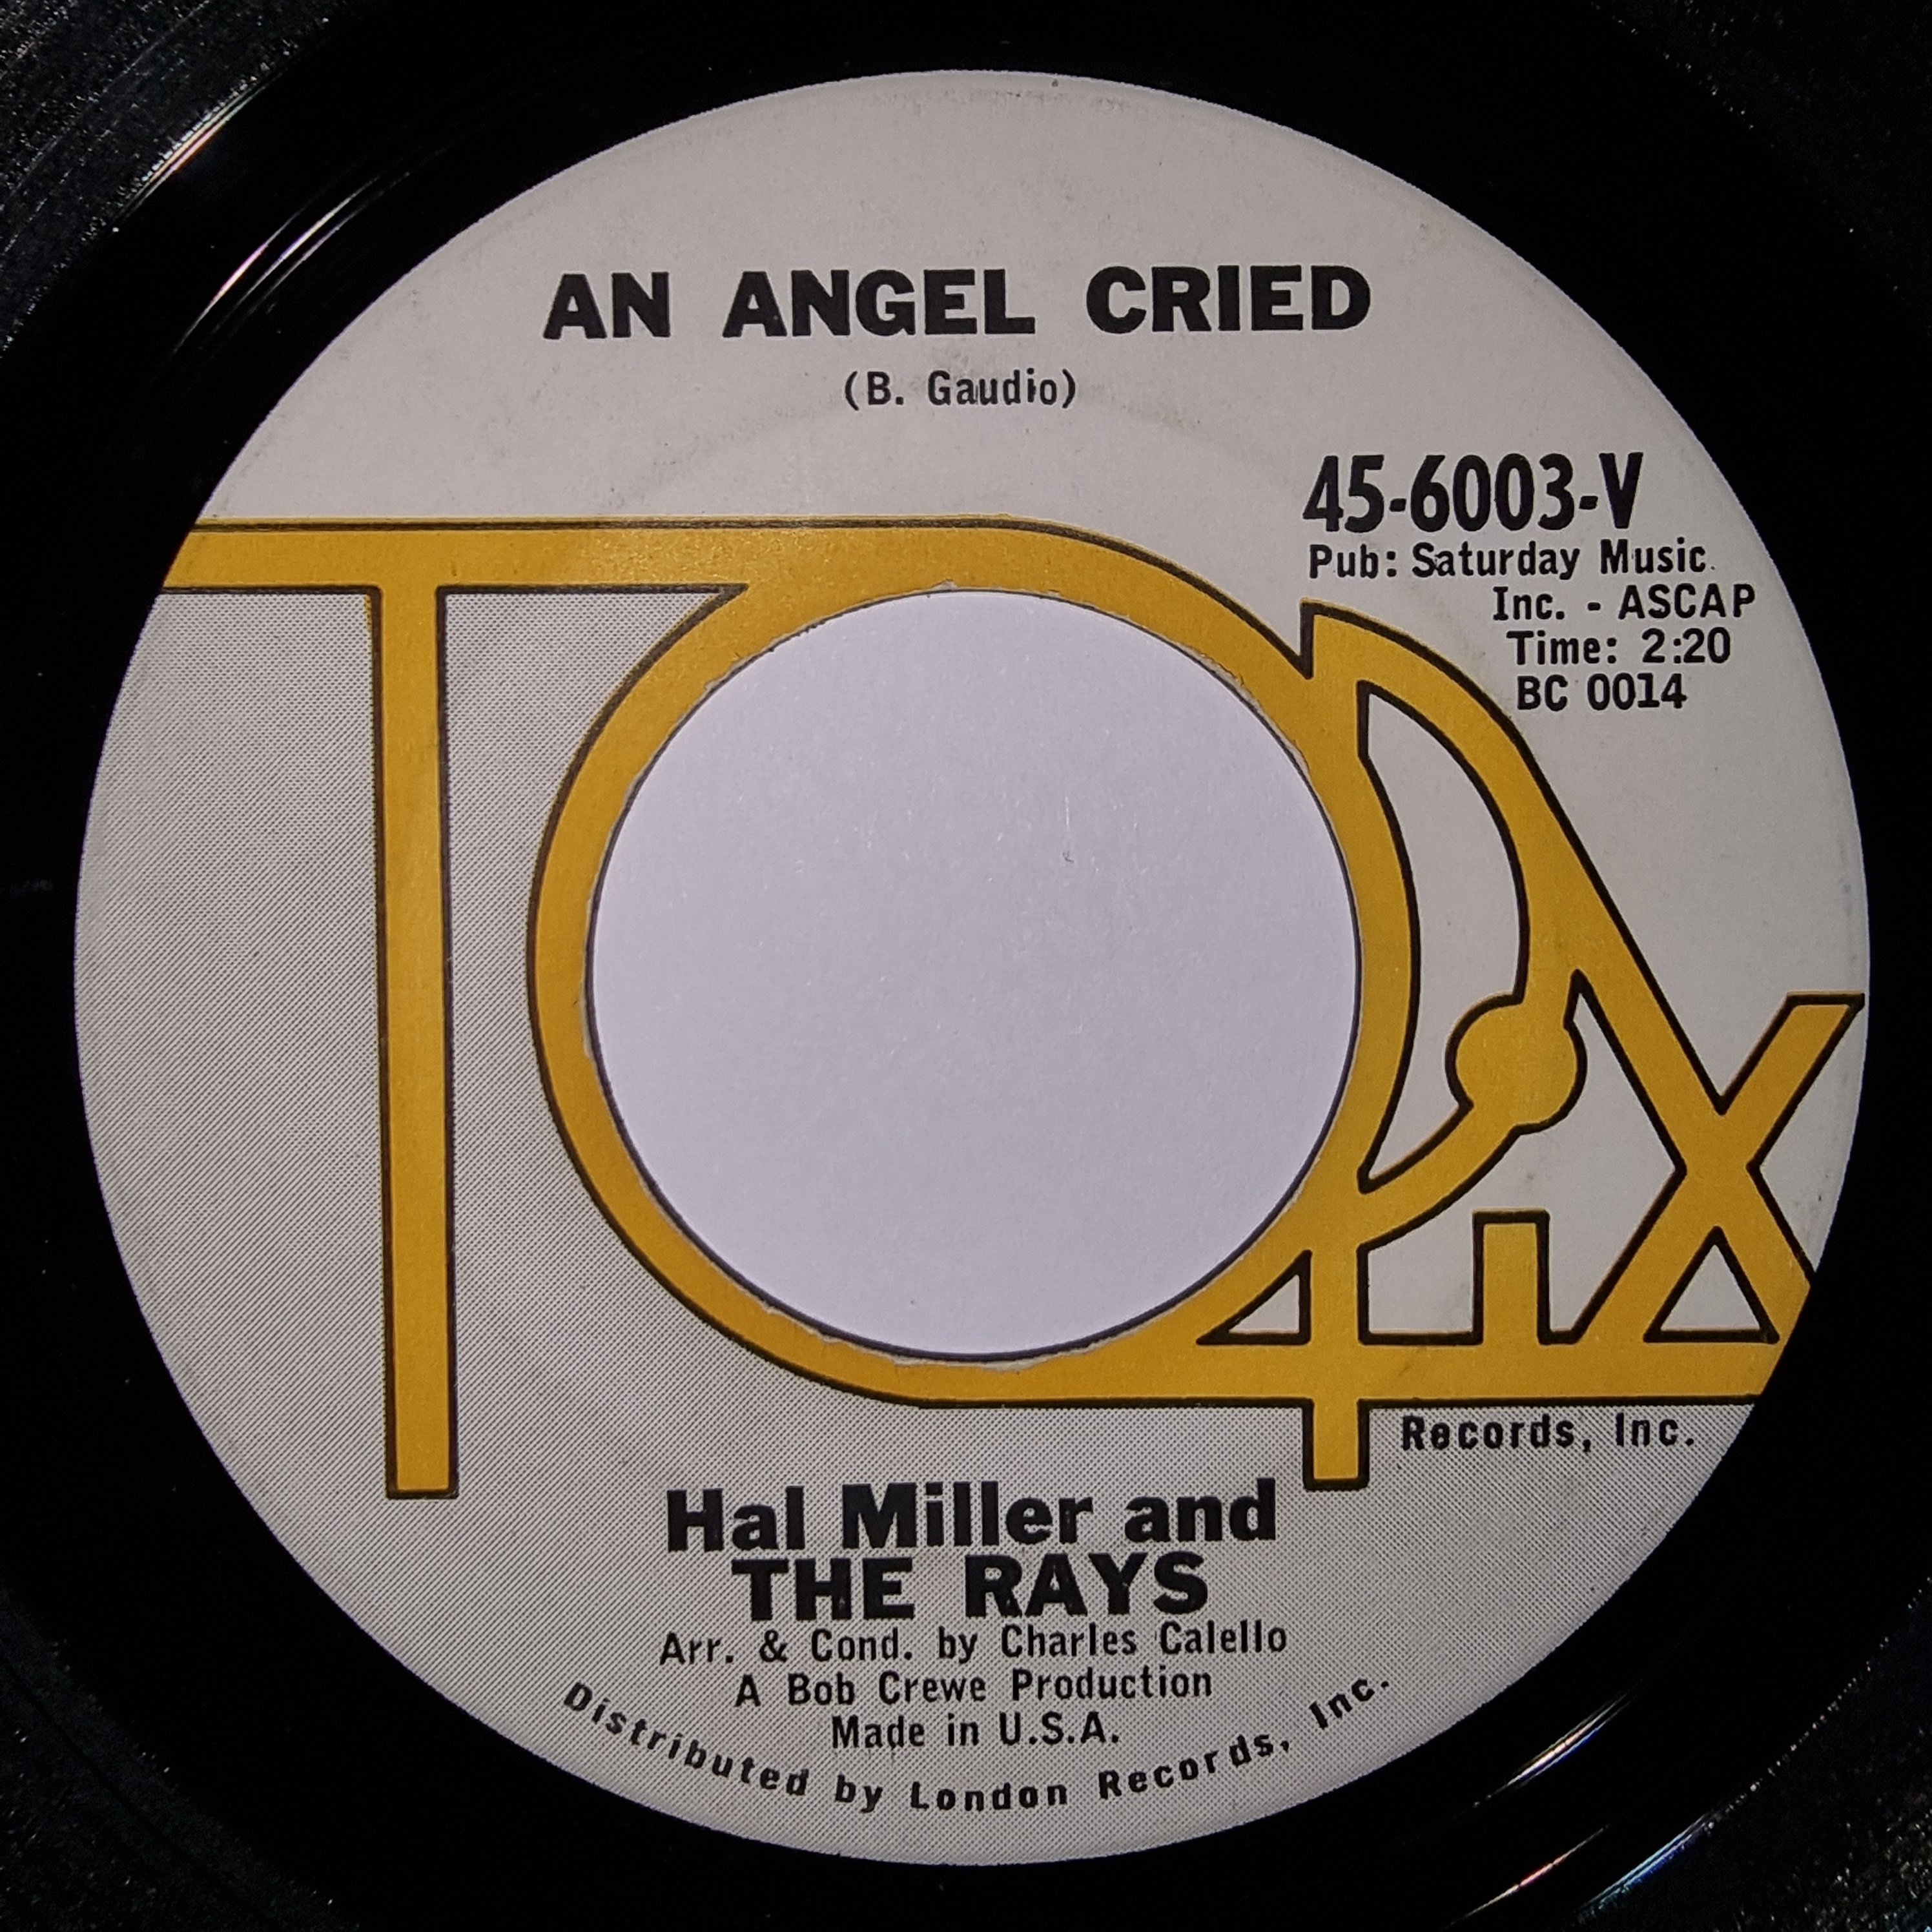 AN ANGEL CRIED
(B. Gaudio)
45-6003-V
Pub: Saturday Music
Inc. - ASCAP
Time: 2:20
BC 0014
Topix
Records, Inc.
Hal Miller and
THE RAYS
Arr. & Cond. by Charles Calello
A Bob Crewe Production
Made in U.S.A.
Distributed by London Records, Inc.